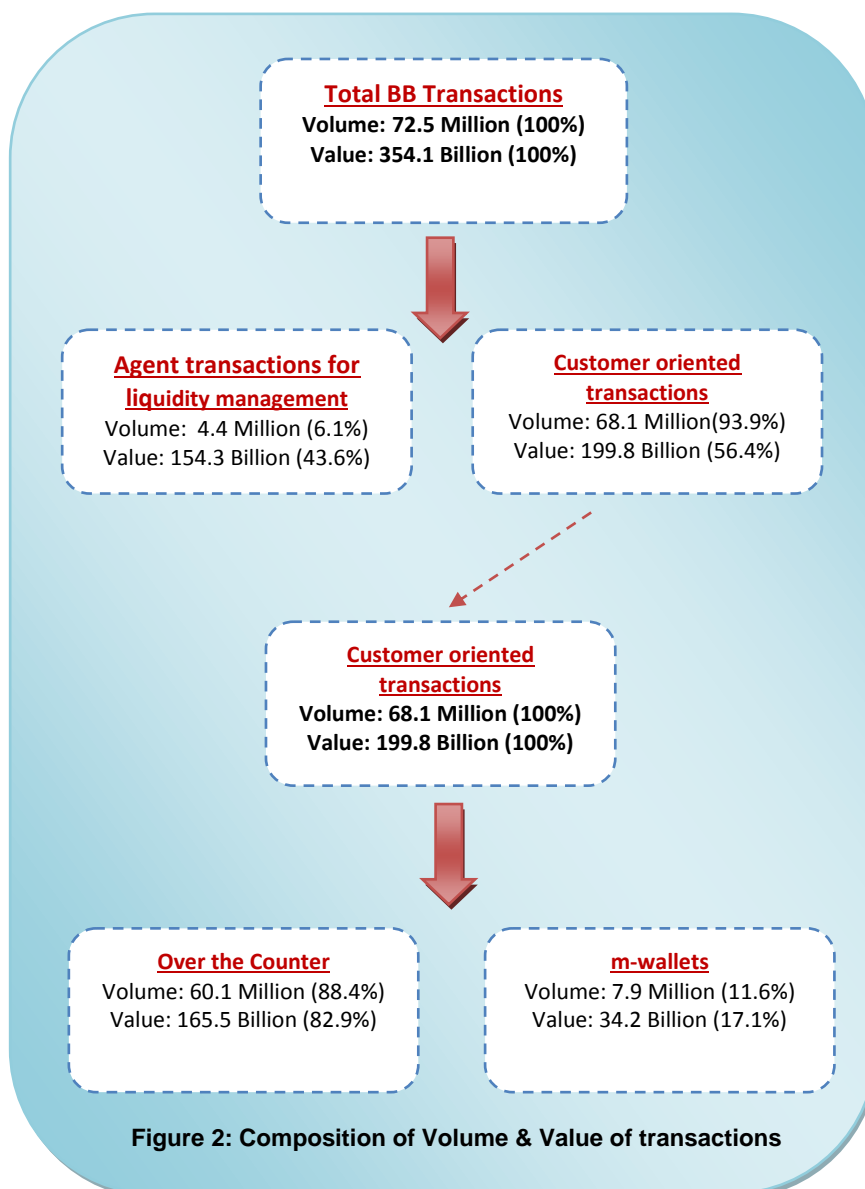 Total BB Transactions
Volume: 72.5 Million (100%)
Value: 354.1 Billion (100%)
Agent transactions for
liquidity management
Volume: 4.4 Million (6.1%)
Value: 154.3 Billion (43.6%)
Customer oriented
transactions
Volume: 68.1 Million(93.9%)
Value: 199.8 Billion (56.4%)
Customer oriented
transactions
Volume: 68.1 Million (100%)
Value: 199.8 Billion (100%)
Over the Counter
Volume: 60.1 Million (88.4%)
Value: 165.5 Billion (82.9%)
m-wallets
Volume: 7.9 Million (11.6%)
Value: 34.2 Billion (17.1%)
Figure 2: Composition of Volume & Value of transactions